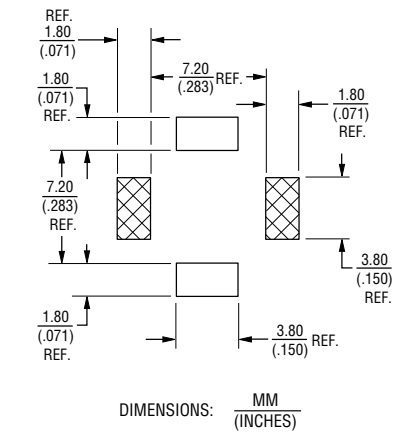 REF.
1.80
(.071)
7.20
(.283)
REF.
1.80
(.071)
REF.
1.80
(.071)
REF.
7.20
(.283)
REF.
3.80
(.150)
REF.
1.80
(.071)
REF.
3.80
(.150)
REF.
DIMENSIONS: MM
(INCHES)